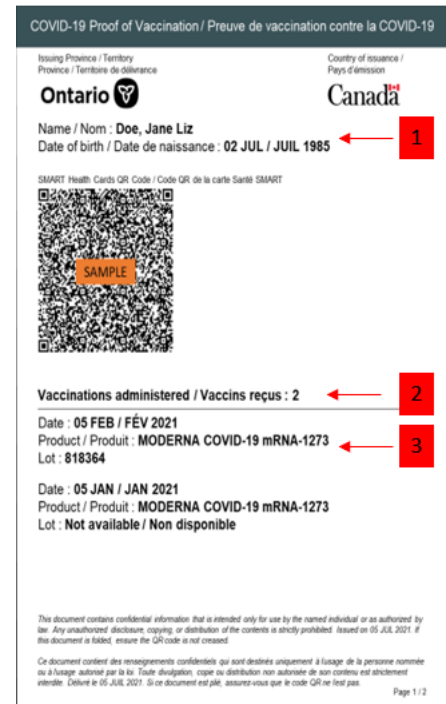 COVID-19 Proof of Vaccination / Preuve de vaccination contre la COVID-19
Issuing Province / Territory
Province / Territoire de délivrance
Country of issuance /
Pays d'émission
Ontario
Canada
Name / Nom : Doe, Jane Liz
Date of birth / Date de naissance : 02 JUL / JUIL 1985
1
SMART Health Cards QR Code / Code QR de la carte Santé SMART
SAMPLE
Vaccinations administered / Vaccins reçus : 2
2
Date : 05 FEB / FÉV 2021
Product / Produit : MODERNA COVID-19 mRNA-1273
3
Lot : 818364
Date : 05 JAN / JAN 2021
Product / Produit : MODERNA COVID-19 mRNA-1273
Lot : Not available / Non disponible
This document contains confidential information that is intended only for use by the named individual or as authorized by
law. Any unauthorized disclosure, copying, or distribution of the contents is strictly prohibited. Issued on 05 JUL 2021. If
this document is folded, ensure the QR code is not creased.
Ce document contient des renseignements confidentiels qui sont destinés uniquement à l'usage de la personne nommée
ou à l'usage autorisé par la loi. Toute divulgation, copie ou distribution non autorisée de son contenu est strictement
interdite. Délivré le 05 JUIL 2021. Si ce document est plié, assurez-vous que le code QR ne l'est pas.
Page 1 / 2